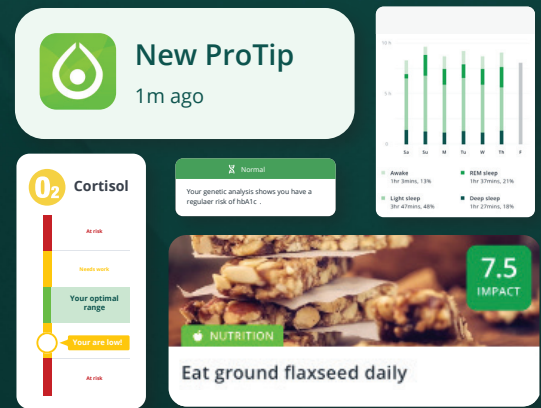 New ProTip
1m ago
10 h
5 h
0
Sa Su M Tu W Th F
Awake
1hr 3mins, 13%
REM sleep
1hr 37mins, 21%
Light sleep
3hr 47mins, 48%
Deep sleep
1hr 27mins, 18%
O2
Cortisol
At risk
Needs work
Your optimal
range
Your are low!
At risk
Normal
Your genetic analysis shows you have a
regulaer risk of hbA1c .
7.5
IMPACT
NUTRITION
Eat ground flaxseed daily